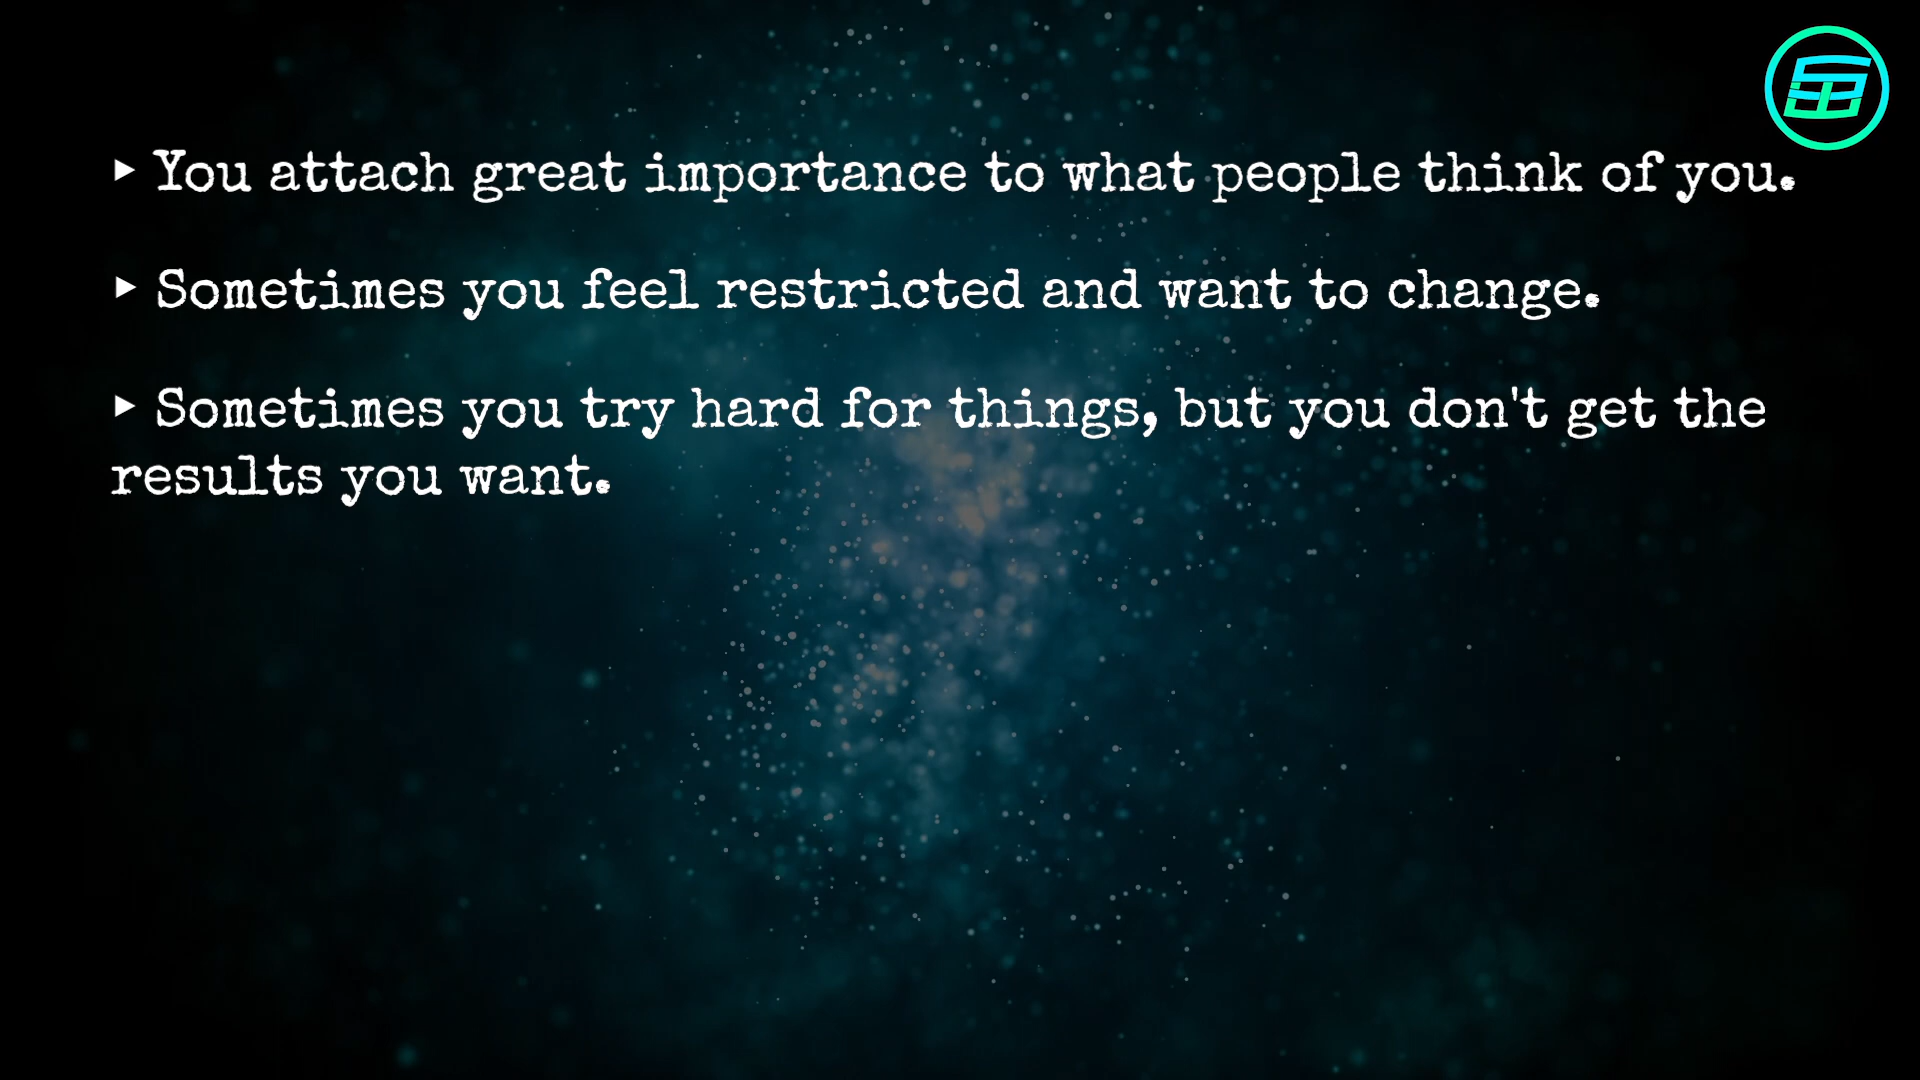 ▸ You attach great importance to what people think of you.
▸ Sometimes you feel restricted and want to change.
▸ Sometimes you try hard for things, but you don't get the
results you want.